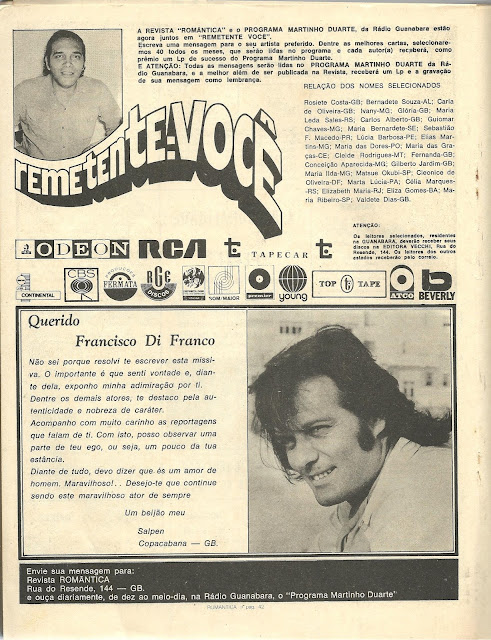 A REVISTA "ROMÂNTICA" e o PROGRAMA MARTINHO DUARTE, da Rádio Guanabara estão
agora juntos em "REMETENTE VOCE".
Escreva uma mensagem para o seu artista preferido. Dentre as melhores cartas, selecionare-
mos 40 todos os meses, que serão lidas no programa e cada autor(a) receberá, como
prêmio um Lp de sucesso do Programa Martinho Duarte.
E ATENÇÃO: Todas as mensagens serão lidas no PROGRAMA MARTINHO DUARTE da Rá-
dio Guanabara, e a melhor além de ser publicada na Revista, receberá um Lp e a gravação
de sua mensagem como lembrança.
RELAÇÃO DOS NOMES SELECIONADOS
Rosiete Costa-GB; Bernadete Souza-AL; Carla
de Oliveira-GB; Ivany-MG; Glória-GB; Maria
Leda Sales-RS; Carlos Alberto-GB; Guiomar
Chaves-MG; Maria Bernardete-SE; Sebastião
F. Macedo-PR; Lúcia Barbosa-PE; Elias Mar-
tins-MG; Maria das Dores-PO; Maria das Gra-
ças-CE; Cleide Rodrigues-MT; Fernanda-GB;
Conceição Aparecida-MG; Gilberto Jardim-GB;
Maria Ilda-MG; Matsue Okubi-SP; Cleonice de
Oliveira-DF; Marta Lúcia-PA; Célia Marques-
-RS; Elizabeth Maria-RJ; Eliza Gomes-BA; Ma-
ria Ribeiro-SP; Valdete Dias-GB.
remetente:VOCÊ
ATENÇÃO:
Os leitores selecionados, residentes
na GUANABARA, deverão receber seus
discos na EDITORA VECCHI, Rua do
Resende, 144. Os leitores dos outros
estados receberão pelo correio.
ODEON RCA TAPECAR
CONTINENTAL CBS FERMATA RGE DISCOS SOM/MAIOR premier young TOP TAPE ATCO BEVERLY
Querido
Francisco Di Franco
Não sei porque resolvi te escrever esta missi-
va. O importante é que senti vontade e, dian-
te dela, exponho minha adimiração por ti.
Dentre os demais atores, te destaco pela au-
tenticidade e nobreza de caráter.
Acompanho com muito carinho as reportagens
que falam de ti. Com isto, posso observar uma
parte de teu ego, ou seja, um pouco da tua
estância.
Diante de tudo, devo dizer que és um amor de
homem. Maravilhoso!.. Desejo-te que continue
sendo este maravilhoso ator de sempre
Um beijão meu
Salpen
Copacabana — GB.
Envie sua mensagem para:
Revista ROMÂNTICA
Rua do Resende, 144 — GB.
e ouça diariamente, de dez ao meio-dia, na Rádio Guanabara, o "Programa Martinho Duarte"
ROMÂNTICA / pág. 42